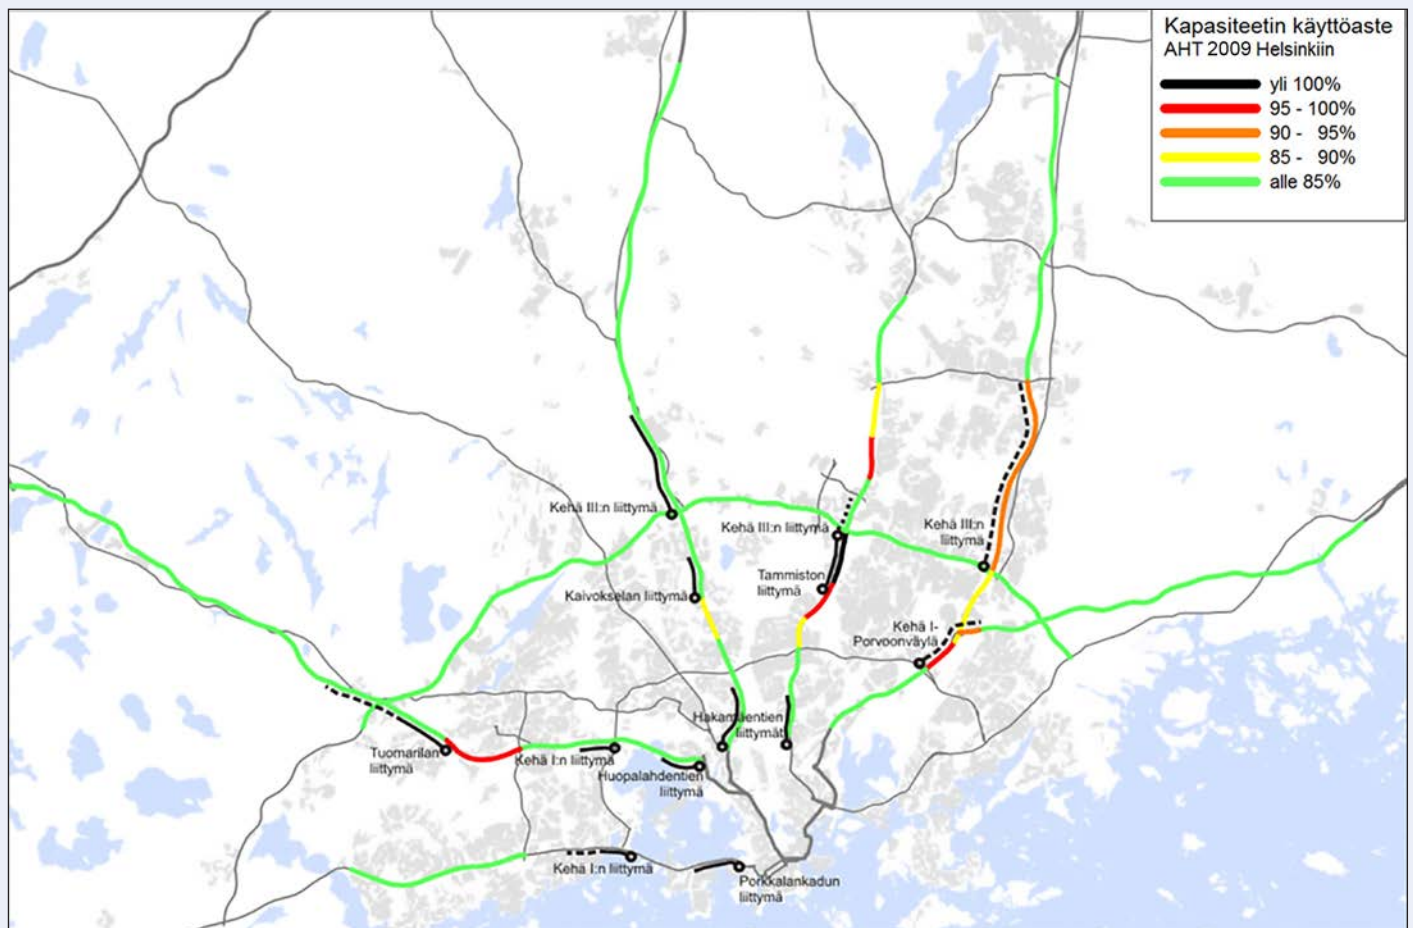 Kapasiteetin käyttöaste
AHT 2009 Helsinkiin
yli 100%
95 - 100%
90 - 95%
85 - 90%
alle 85%
Kehä III:n liittymä
Kehä III:n liittymä
Kehä III:n
liittymä
Tammiston
liittymä
Kaivokselan liittymä
Kehä I-
Porvoonväylä
Hakamäentien
liittymät
Tuomarilan
liittymä
Kehä I:n liittymä
Huopalahdentien
liittymä
Kehä I:n liittymä
Porkkalankadun
liittymä